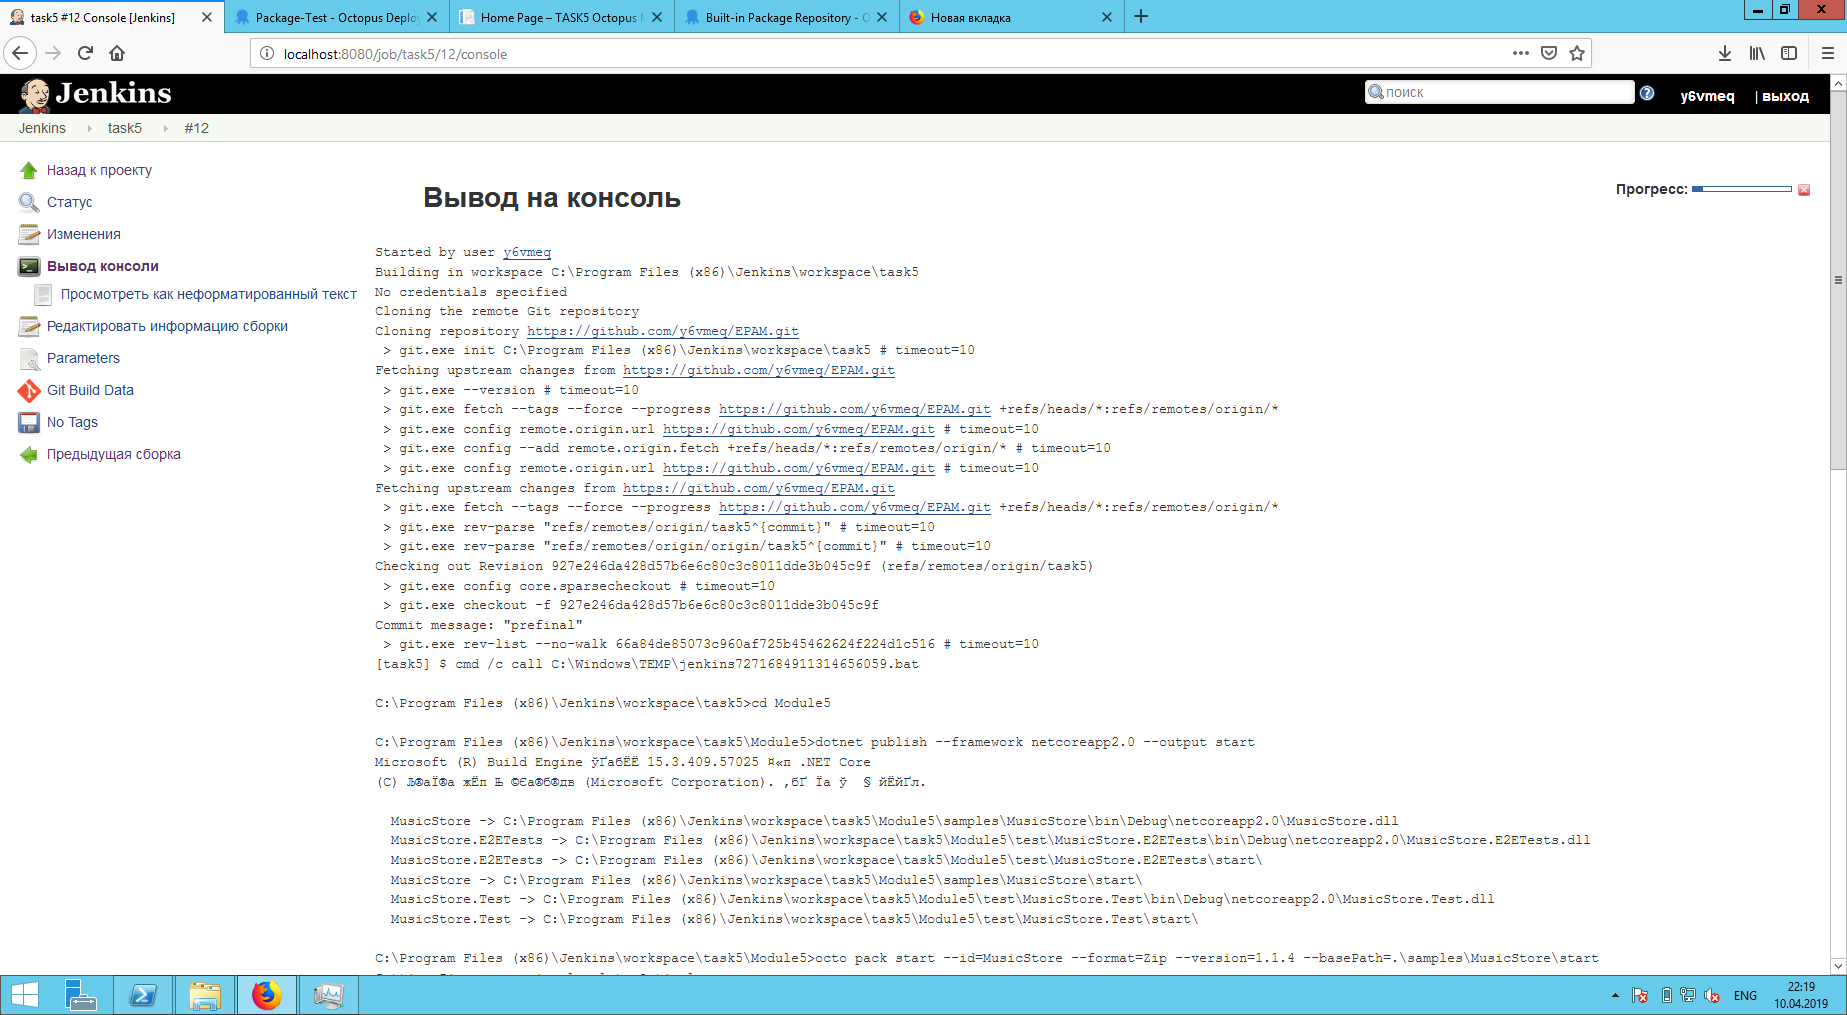 task5 #12 Console [Jenkins]
Package-Test - Octopus Deploy
Home Page – TASK5 Octopus M
Built-in Package Repository - O
Новая вкладка
localhost:8080/job/task5/12/console
Jenkins
поиск
y6vmeq
| выход
Jenkins
task5
#12
Назад к проекту
Статус
Изменения
Вывод консоли
Просмотреть как неформатированный текст
Редактировать информацию сборки
Parameters
Git Build Data
No Tags
Предыдущая сборка
Вывод на консоль
Прогресс:
Started by user y6vmeq
Building in workspace C:\Program Files (x86)\Jenkins\workspace\task5
No credentials specified
Cloning the remote Git repository
Cloning repository https://github.com/y6vmeq/EPAM.git
> git.exe init C:\Program Files (x86)\Jenkins\workspace\task5 # timeout=10
Fetching upstream changes from https://github.com/y6vmeq/EPAM.git
> git.exe --version # timeout=10
> git.exe fetch --tags --force --progress https://github.com/y6vmeq/EPAM.git +refs/heads/*:refs/remotes/origin/*
> git.exe config remote.origin.url https://github.com/y6vmeq/EPAM.git # timeout=10
> git.exe config --add remote.origin.fetch +refs/heads/*:refs/remotes/origin/* # timeout=10
> git.exe config remote.origin.url https://github.com/y6vmeq/EPAM.git # timeout=10
Fetching upstream changes from https://github.com/y6vmeq/EPAM.git
> git.exe fetch --tags --force --progress https://github.com/y6vmeq/EPAM.git +refs/heads/*:refs/remotes/origin/*
> git.exe rev-parse "refs/remotes/origin/task5^{commit}" # timeout=10
> git.exe rev-parse "refs/remotes/origin/origin/task5^{commit}" # timeout=10
Checking out Revision 927e246da428d57b6e6c80c3c8011dde3b045c9f (refs/remotes/origin/task5)
> git.exe config core.sparsecheckout # timeout=10
> git.exe checkout -f 927e246da428d57b6e6c80c3c8011dde3b045c9f
Commit message: "prefinal"
> git.exe rev-list --no-walk 66a84de85073c960af725b45462624f224d1c516 # timeout=10
[task5] $ cmd /c call C:\Windows\TEMP\jenkins7271684911314656059.bat
C:\Program Files (x86)\Jenkins\workspace\task5>cd Module5
C:\Program Files (x86)\Jenkins\workspace\task5\Module5>dotnet publish --framework netcoreapp2.0 --output start
Microsoft (R) Build Engine ўҐабЁЁ 15.3.409.57025 ¤«п .NET Core
(C) Љ®аЇ®а жЁп Њ ©Єа®б®дв (Microsoft Corporation). ‚бҐ Їа ў  § йЁйҐл.
MusicStore -> C:\Program Files (x86)\Jenkins\workspace\task5\Module5\samples\MusicStore\bin\Debug\netcoreapp2.0\MusicStore.dll
MusicStore.E2ETests -> C:\Program Files (x86)\Jenkins\workspace\task5\Module5\test\MusicStore.E2ETests\bin\Debug\netcoreapp2.0\MusicStore.E2ETests.dll
MusicStore.E2ETests -> C:\Program Files (x86)\Jenkins\workspace\task5\Module5\test\MusicStore.E2ETests\start\
MusicStore -> C:\Program Files (x86)\Jenkins\workspace\task5\Module5\samples\MusicStore\start\
MusicStore.Test -> C:\Program Files (x86)\Jenkins\workspace\task5\Module5\test\MusicStore.Test\bin\Debug\netcoreapp2.0\MusicStore.Test.dll
MusicStore.Test -> C:\Program Files (x86)\Jenkins\workspace\task5\Module5\test\MusicStore.Test\start\
C:\Program Files (x86)\Jenkins\workspace\task5\Module5>octo pack start --id=MusicStore --format=Zip --version=1.1.4 --basePath=.\samples\MusicStore\start
ENG
22:19
10.04.2019